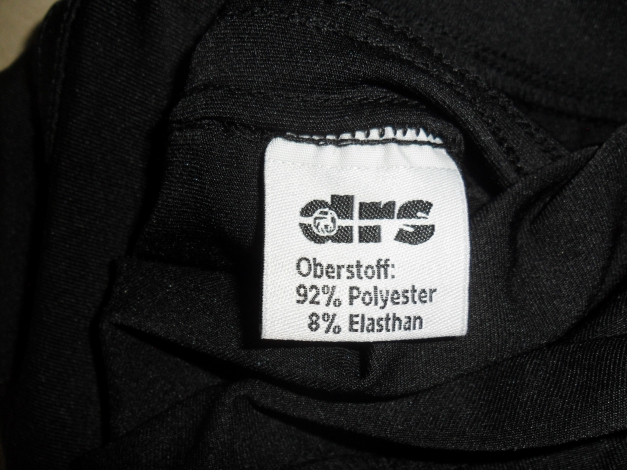 drs
Oberstoff:
92% Polyester
8% Elasthan